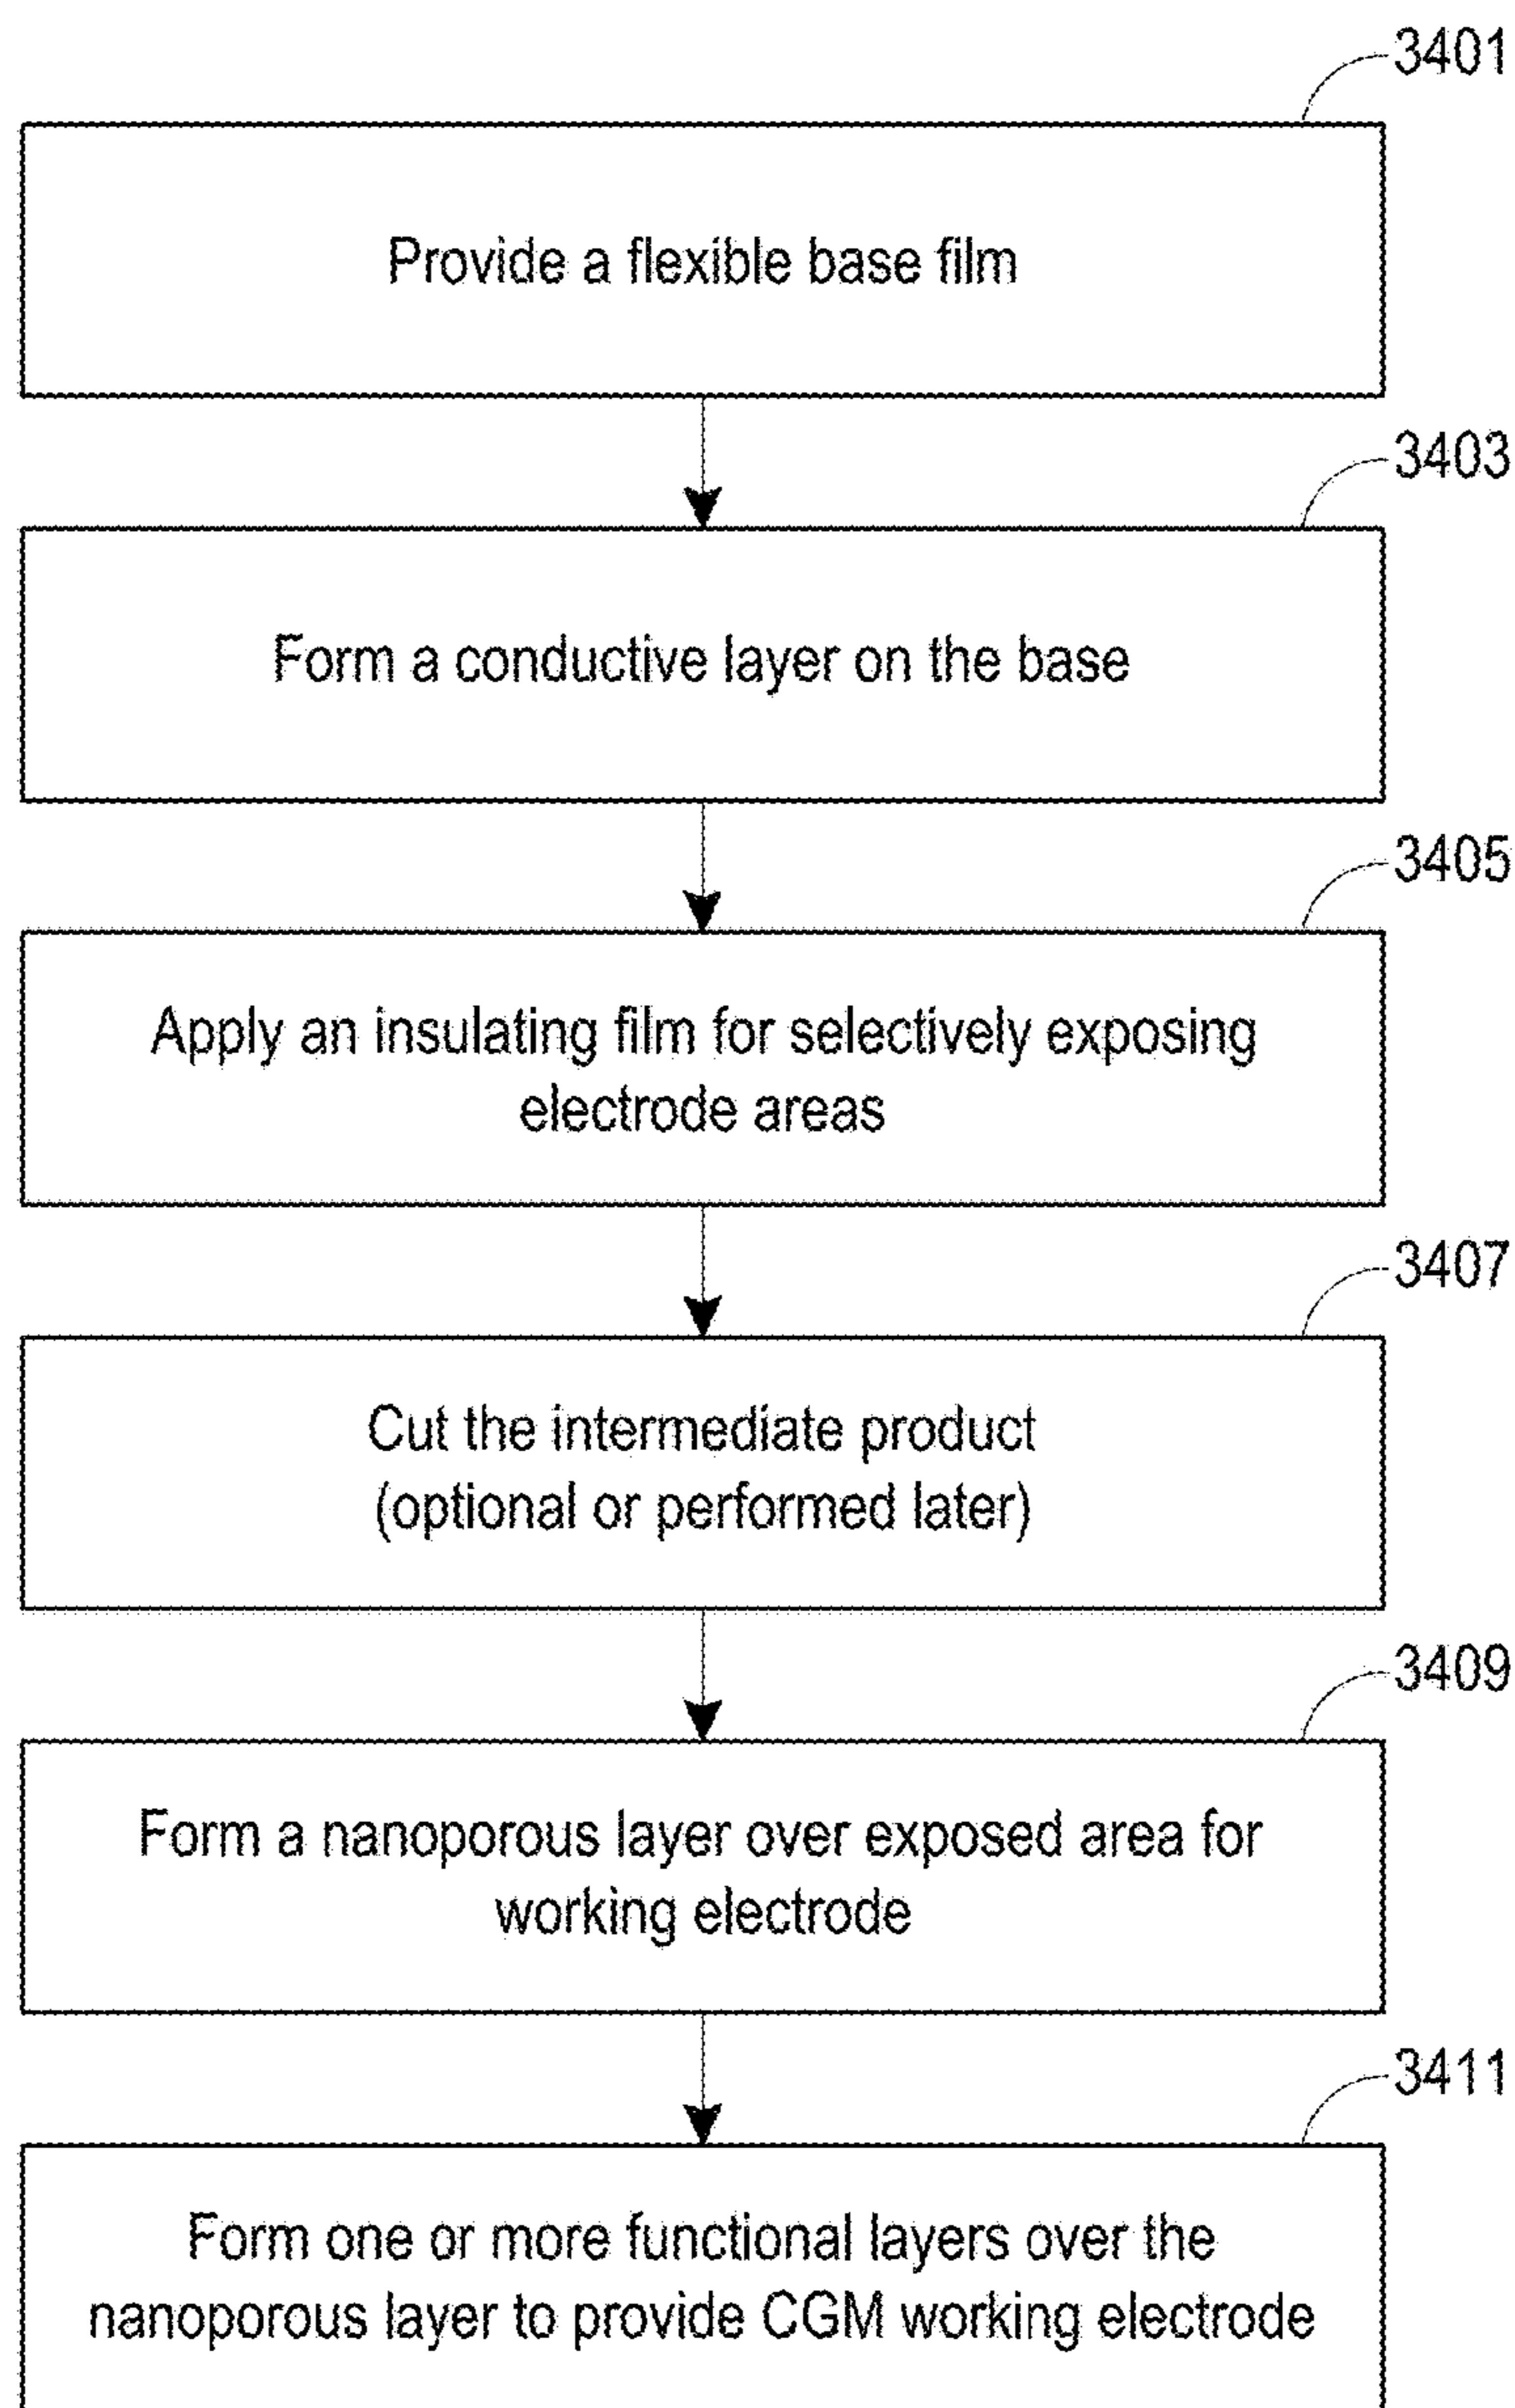 3401
Provide a flexible base film
3403
Form a conductive layer on the base
3405
Apply an insulating film for selectively exposing
electrode areas
3407
Cut the intermediate product
(optional or performed later)
3409
Form a nanoporous layer over exposed area for
working electrode
3411
Form one or more functional layers over the
nanoporous layer to provide CGM working electrode